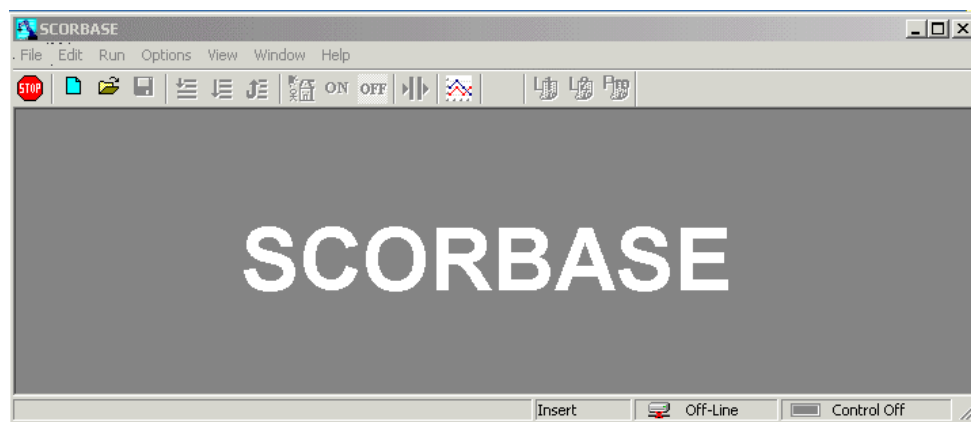 SCORBASE
File Edit Run Options View Window Help
STOP ON OFF
SCORBASE
Insert Off-Line Control Off